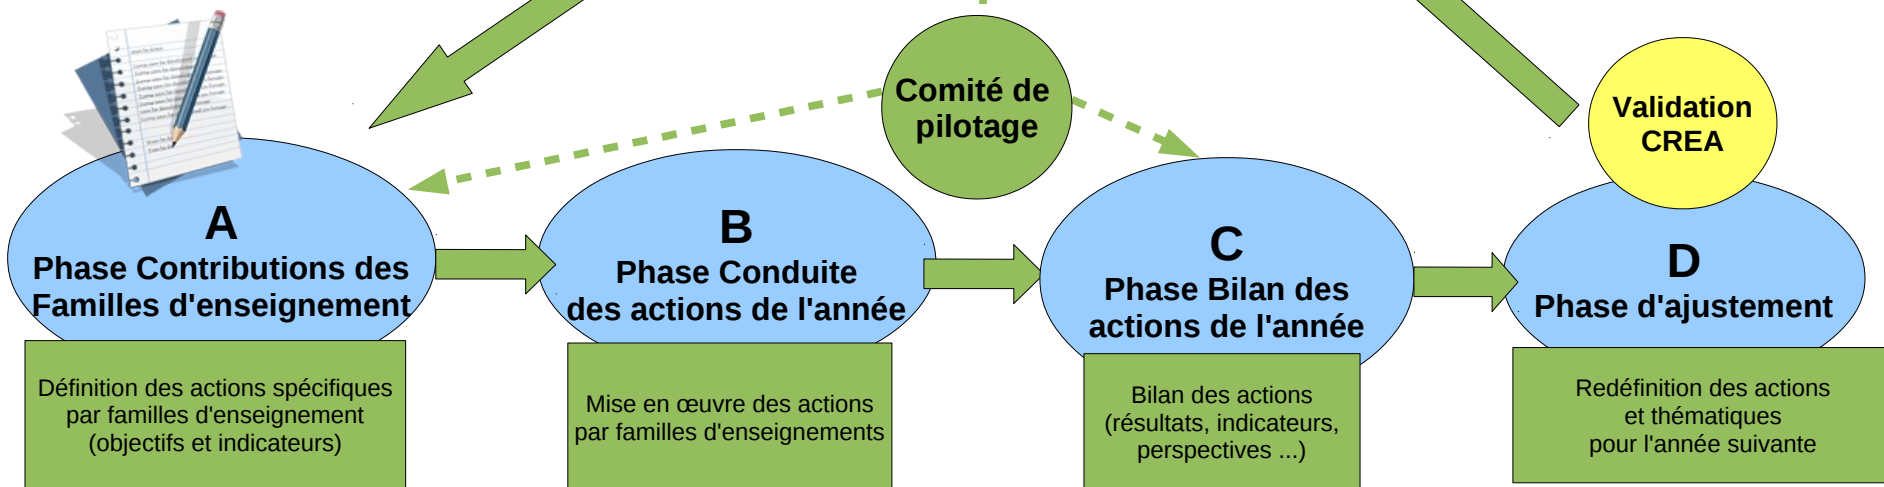 Comité de
pilotage
Validation
CREA
A
Phase Contributions des
Familles d'enseignement
B
Phase Conduite
des actions de l'année
C
Phase Bilan des
actions de l'année
D
Phase d'ajustement
Définition des actions spécifiques
par familles d'enseignement
(objectifs et indicateurs)
Mise en œuvre des actions
par familles d'enseignements
Bilan des actions
(résultats, indicateurs,
perspectives ...)
Redéfinition des actions
et thématiques
pour l'année suivante